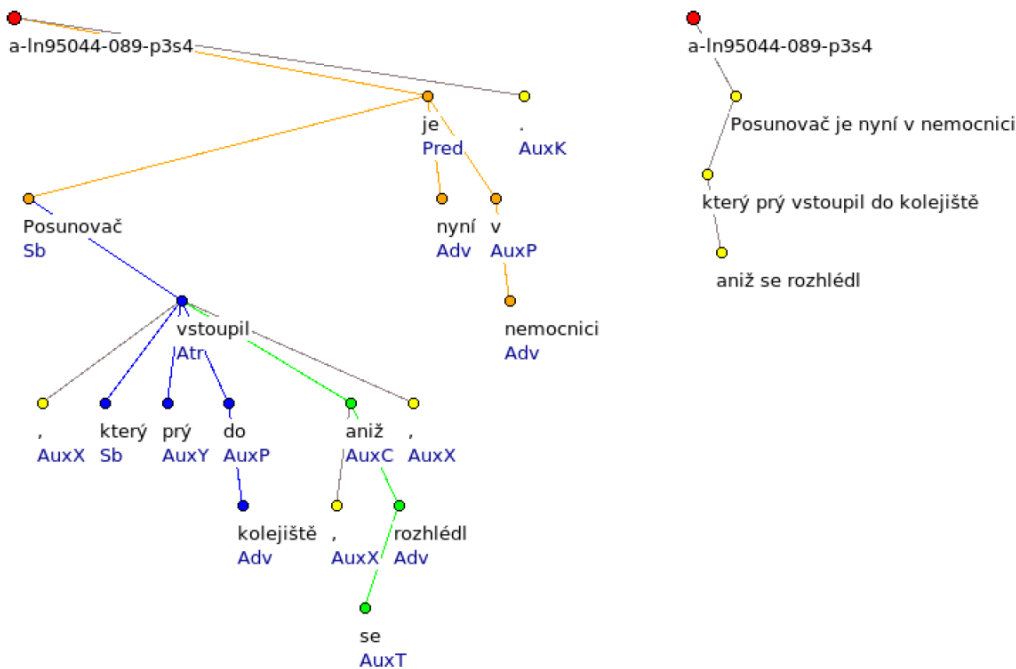 a-ln95044-089-p3s4
je .
Pred AuxK
Posunovač nyní v
Sb Adv AuxP
vstoupil nemocnici
Atr Adv
, který prý do aniž ,
AuxX Sb AuxY AuxP AuxC AuxX
kolejiště , rozhlédl
Adv AuxX Adv
se
AuxT
a-ln95044-089-p3s4
Posunovač je nyní v nemocnici
který prý vstoupil do kolejiště
aniž se rozhlédl